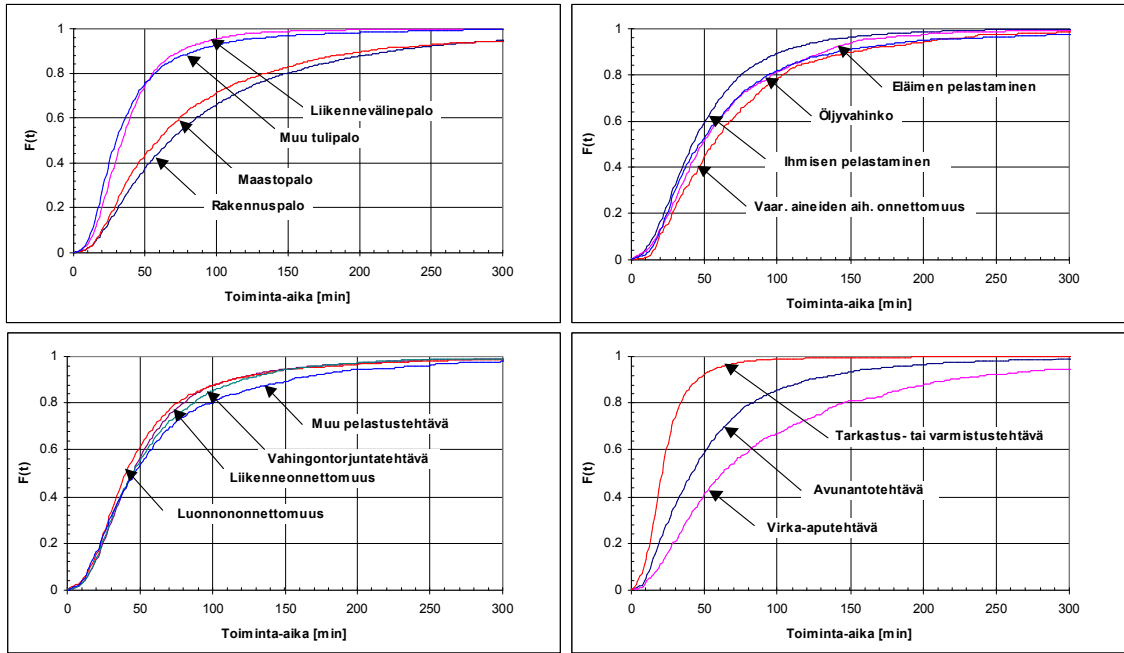 1
0.8
0.6
0.4
0.2
0
F(t)
0 50 100 150 200 250 300
Toiminta-aika [min]
Liikennevälinepalo
Muu tulipalo
Maastopalo
Rakennuspalo
1
0.8
0.6
0.4
0.2
0
F(t)
0 50 100 150 200 250 300
Toiminta-aika [min]
Eläimen pelastaminen
Öljyvahinko
Ihmisen pelastaminen
Vaar. aineiden aih. onnettomuus
1
0.8
0.6
0.4
0.2
0
F(t)
0 50 100 150 200 250 300
Toiminta-aika [min]
Muu pelastustehtävä
Vahingontorjuntatehtävä
Liikenneonnettomuus
Luonnononnettomuus
1
0.8
0.6
0.4
0.2
0
F(t)
0 50 100 150 200 250 300
Toiminta-aika [min]
Tarkastus- tai varmistustehtävä
Avunantotehtävä
Virka-aputehtävä